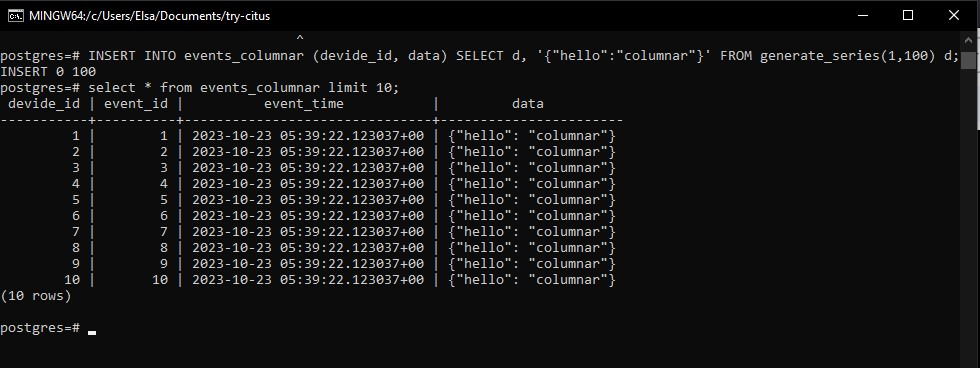 MINGW64:/c/Users/Elsa/Documents/try-citus
^
postgres=# INSERT INTO events_columnar (devide_id, data) SELECT d, '{"hello":"columnar"}' FROM generate_series(1,100) d;
INSERT 0 100
postgres=# select * from events_columnar limit 10;
 devide_id | event_id |          event_time           |         data
-----------+----------+-------------------------------+-----------------------
         1 |        1 | 2023-10-23 05:39:22.123037+00 | {"hello": "columnar"}
         2 |        2 | 2023-10-23 05:39:22.123037+00 | {"hello": "columnar"}
         3 |        3 | 2023-10-23 05:39:22.123037+00 | {"hello": "columnar"}
         4 |        4 | 2023-10-23 05:39:22.123037+00 | {"hello": "columnar"}
         5 |        5 | 2023-10-23 05:39:22.123037+00 | {"hello": "columnar"}
         6 |        6 | 2023-10-23 05:39:22.123037+00 | {"hello": "columnar"}
         7 |        7 | 2023-10-23 05:39:22.123037+00 | {"hello": "columnar"}
         8 |        8 | 2023-10-23 05:39:22.123037+00 | {"hello": "columnar"}
         9 |        9 | 2023-10-23 05:39:22.123037+00 | {"hello": "columnar"}
        10 |       10 | 2023-10-23 05:39:22.123037+00 | {"hello": "columnar"}
(10 rows)
postgres=#